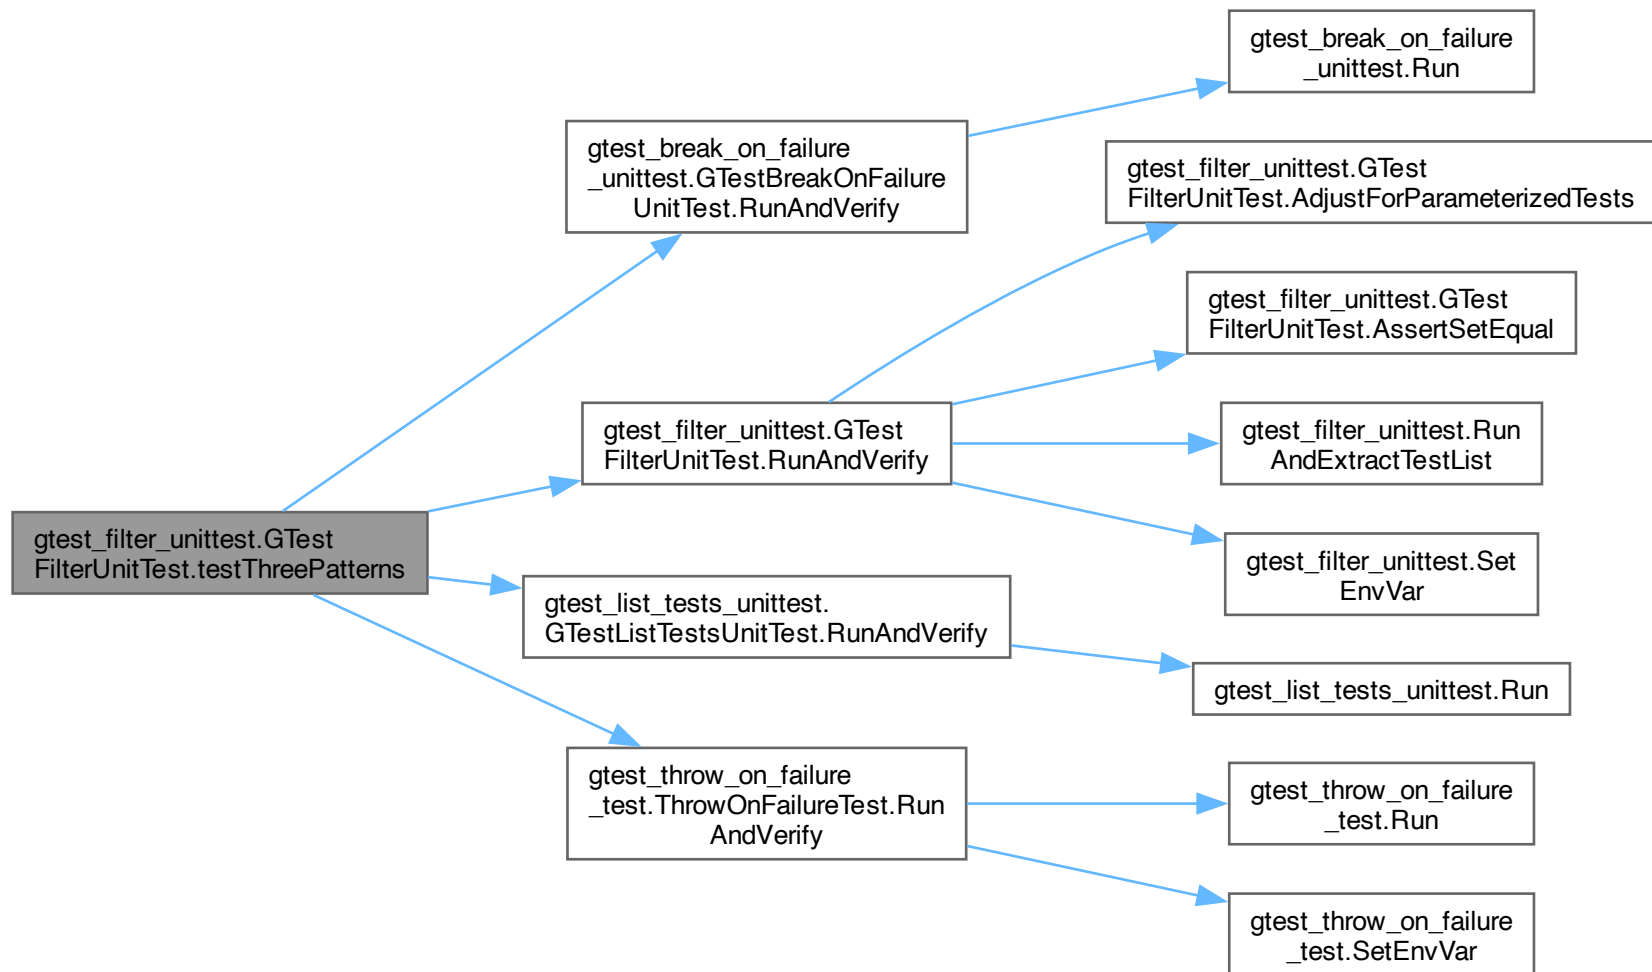 gtest_break_on_failure
_unittest.Run
gtest_break_on_failure
_unittest.GTestBreakOnFailure
UnitTest.RunAndVerify
gtest_filter_unittest.GTest
FilterUnitTest.AdjustForParameterizedTests
gtest_filter_unittest.GTest
FilterUnitTest.AssertSetEqual
gtest_filter_unittest.GTest
FilterUnitTest.RunAndVerify
gtest_filter_unittest.Run
AndExtractTestList
gtest_filter_unittest.GTest
FilterUnitTest.testThreePatterns
gtest_filter_unittest.Set
EnvVar
gtest_list_tests_unittest.
GTestListTestsUnitTest.RunAndVerify
gtest_list_tests_unittest.Run
gtest_throw_on_failure
_test.ThrowOnFailureTest.Run
AndVerify
gtest_throw_on_failure
_test.Run
gtest_throw_on_failure
_test.SetEnvVar